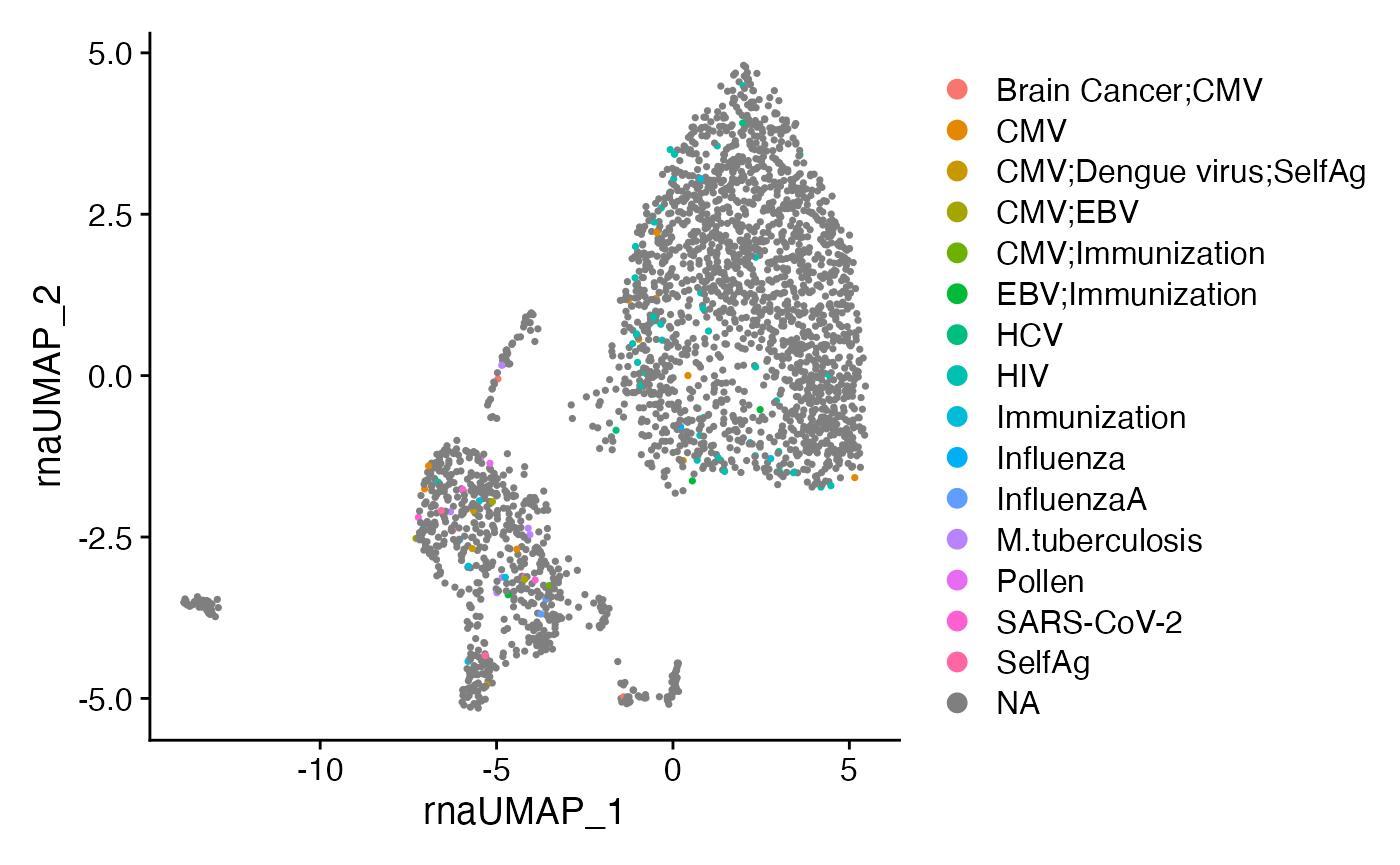 5.0
2.5
0.0
-2.5
-5.0
rnaUMAP_2
-10
-5
0
5
rnaUMAP_1
Brain Cancer;CMV
CMV
CMV;Dengue virus;SelfAg
CMV;EBV
CMV;Immunization
EBV;Immunization
HCV
HIV
Immunization
Influenza
InfluenzaA
M.tuberculosis
Pollen
SARS-CoV-2
SelfAg
NA